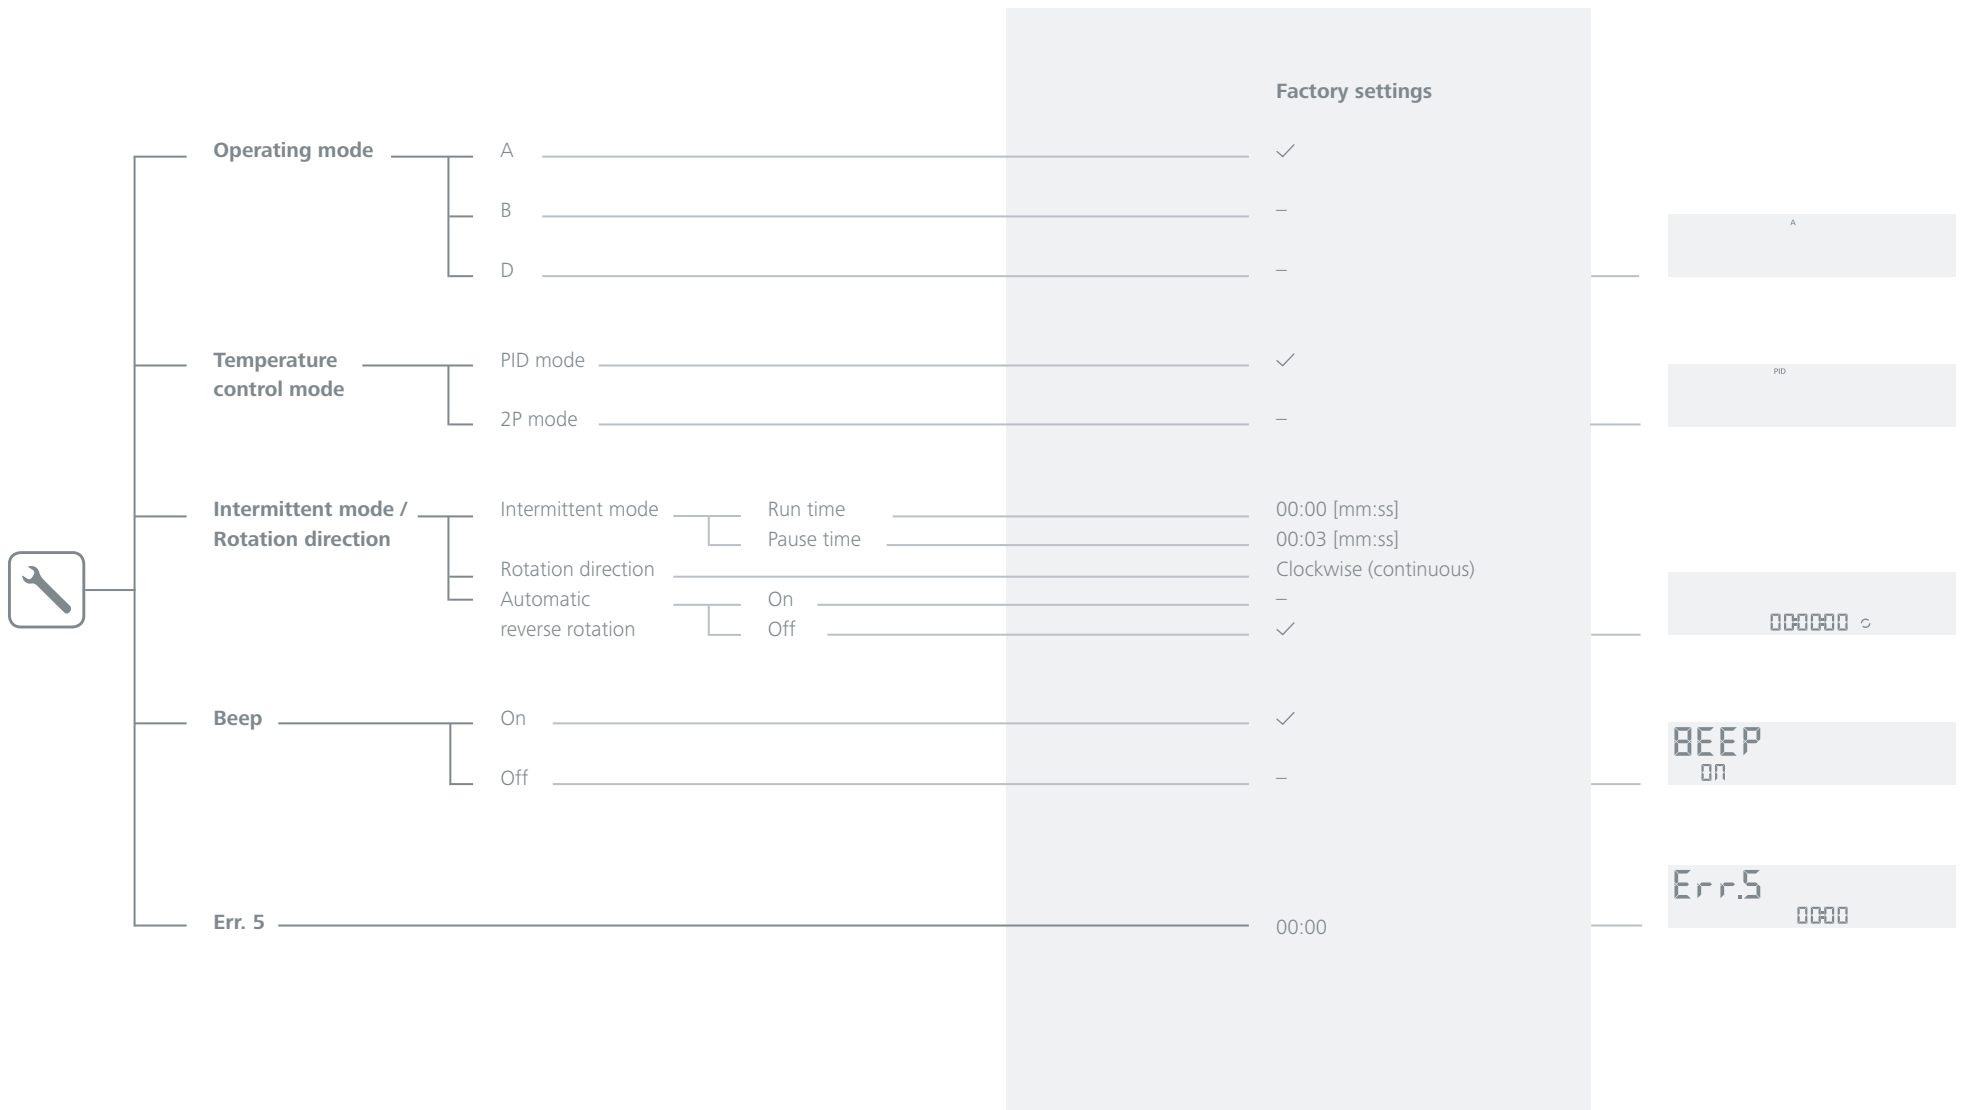 Factory settings
Operating mode A ✓
B –
A
D –
Temperature PID mode ✓
PID
control mode
2P mode –
Intermittent mode / Intermittent mode Run time 00:00 [mm:ss]
Rotation direction Pause time 00:03 [mm:ss]
Rotation direction Clockwise (continuous)
Automatic On –
reverse rotation Off ✓
00:00:00
Beep On ✓
BEEP
on
Off –
Err.5
00:00
Err. 5 00:00